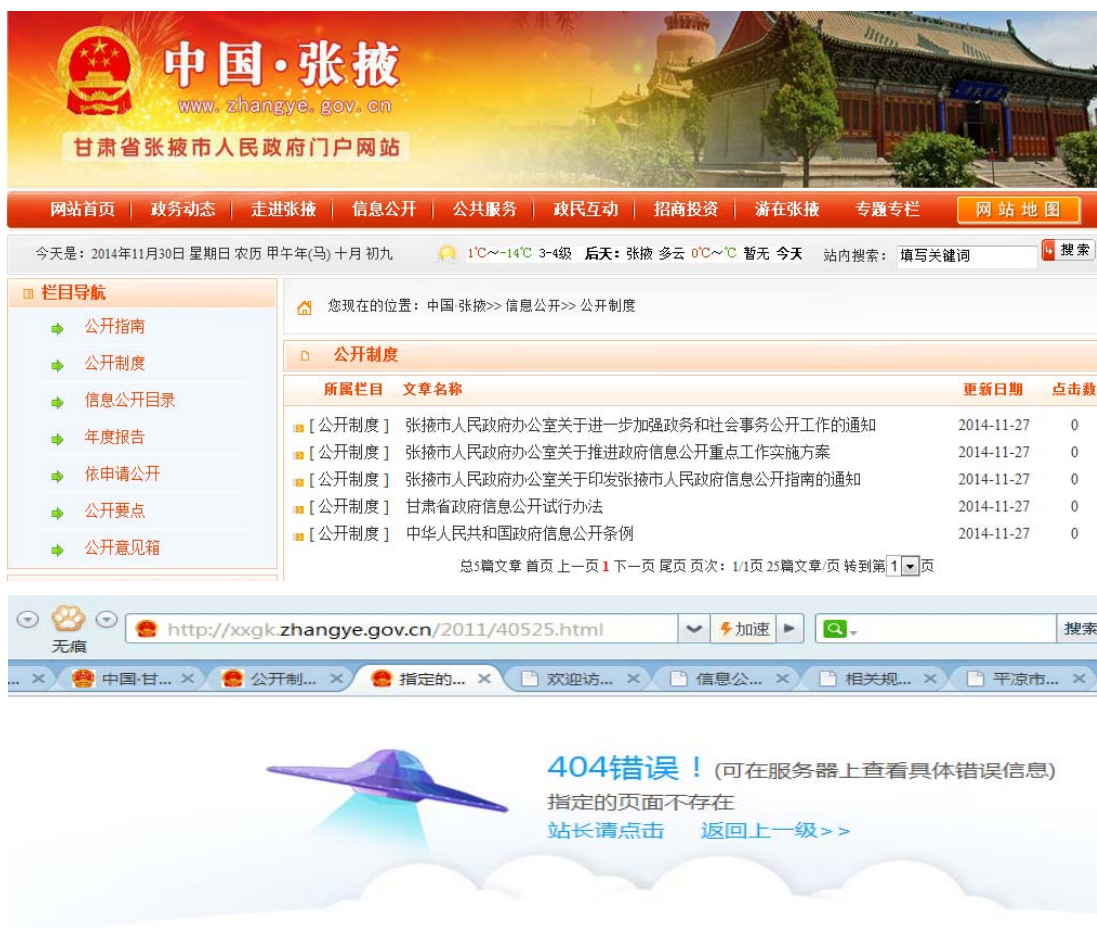 中国·张掖
www.zhangye.gov.cn
甘肃省张掖市人民政府门户网站
网站首页 | 政务动态 | 走进张掖 | 信息公开 | 公共服务 | 政民互动 | 招商投资 | 游在张掖 专题专栏 网站地图
今天是：2014年11月30日 星期日 农历 甲午年(马) 十月 初九 1℃~-14℃ 3-4级 后天：张掖 多云 0℃~℃ 暂无 今天 站内搜索： 填写关键词 搜索
栏目导航
公开指南
公开制度
信息公开目录
年度报告
依申请公开
公开要点
公开意见箱
您现在的位置：中国·张掖>> 信息公开>> 公开制度
公开制度
所属栏目 文章名称 更新日期 点击数
[公开制度] 张掖市人民政府办公室关于进一步加强政务和社会事务公开工作的通知 2014-11-27 0
[公开制度] 张掖市人民政府办公室关于推进政府信息公开重点工作实施方案 2014-11-27 0
[公开制度] 张掖市人民政府办公室关于印发张掖市人民政府信息公开指南的通知 2014-11-27 0
[公开制度] 甘肃省政府信息公开试行办法 2014-11-27 0
[公开制度] 中华人民共和国政府信息公开条例 2014-11-27 0
总5篇文章 首页 上一页 1 下一页 尾页 页次：1/1页 25篇文章/页 转到第 1 页
无痕 http://xxgk.zhangye.gov.cn/2011/40525.html 加速 搜索
... × 中国·甘... × 公开制... × 指定的... × 欢迎访... × 信息公... × 相关规... × 平凉市... ×
404错误！(可在服务器上查看具体错误信息)
指定的页面不存在
站长请点击 返回上一级>>